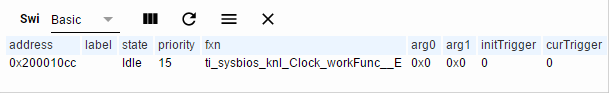 Swi Basic
address label state priority fxn arg0 arg1 initTrigger curTrigger
0x200010cc Idle 15 ti_sysbios_knl_Clock_workFunc__E 0x0 0x0 0 0